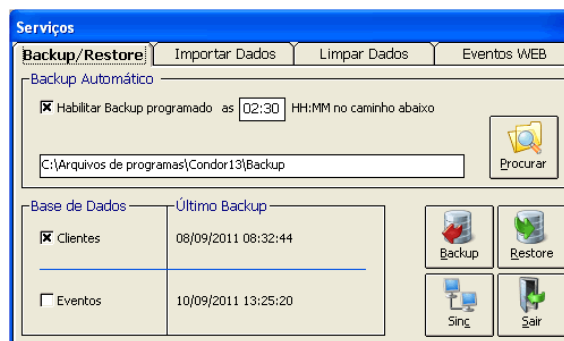 Serviços
Backup/Restore Importar Dados Limpar Dados Eventos WEB
Backup Automático
Habilitar Backup programado as 02:30 HH:MM no caminho abaixo
C:\Arquivos de programas\Condor13\Backup
Procurar
Base de Dados Último Backup
Clientes 08/09/2011 08:32:44
Backup Restore
Eventos 10/09/2011 13:25:20
Sinc Sair